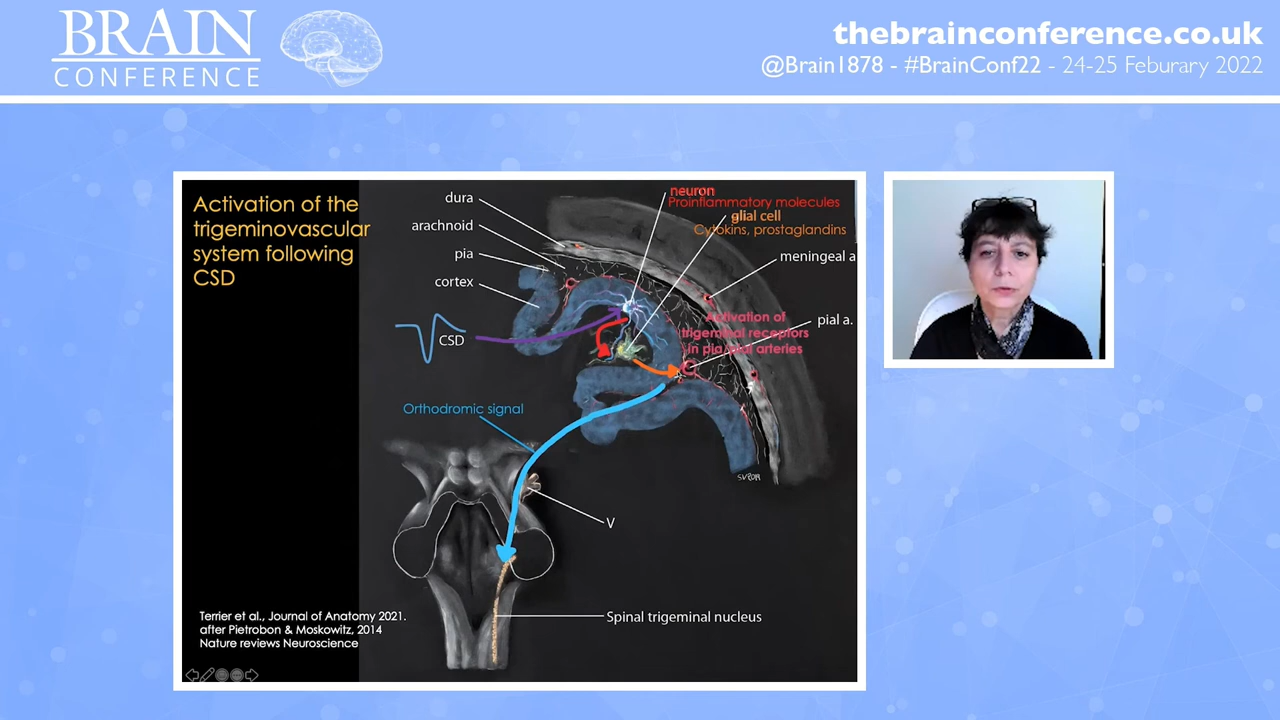 BRAIN
CONFERENCE
thebrainconference.co.uk
@Brain1878 - #BrainConf22 - 24-25 Feburary 2022
Activation of the
trigeminovascular
system following
CSD
dura
arachnoid
pia
cortex
CSD
neuron
Proinflammatory molecules
glial cell
Cytokins, prostaglandins
meningeal a
pial a.
Activation of
trigeminal receptors
in pia, pial arteries
Orthodromic signal
SV2019
V
Spinal trigeminal nucleus
Terrier et al., Journal of Anatomy 2021.
after Pietrobon & Moskowitz, 2014
Nature reviews Neuroscience